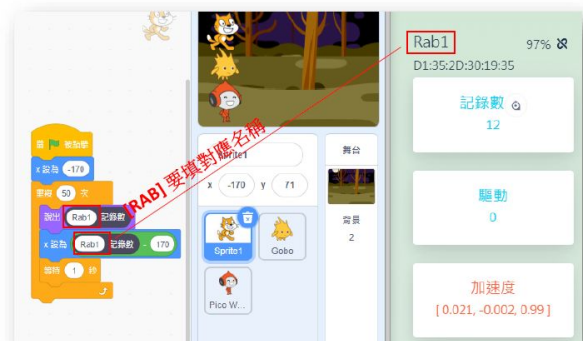 當 被點擊
x 設為 -170
重複 50 次
說出 Rab1 記錄數
x 設為 Rab1 記錄數 - 170
等待 1 秒
[RAB] 要填對應名稱
Sprite1
x -170 y 71
Sprite1
Gobo
Pico W...
舞台
背景
2
Rab1
97%
D1:35:2D:30:19:35
記錄數
12
驅動
0
加速度
[ 0.021, -0.002, 0.99 ]